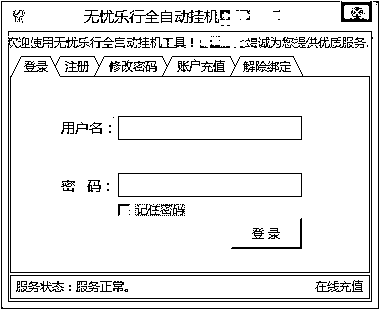 无忧乐行全自动挂机
欢迎使用无忧乐行全自动挂机工具！竭诚为您提供优质服务.
登录 注册 修改密码 账户充值 解除绑定
用户名：
密 码：
记住密码
登 录
服务状态：服务正常。 在线充值